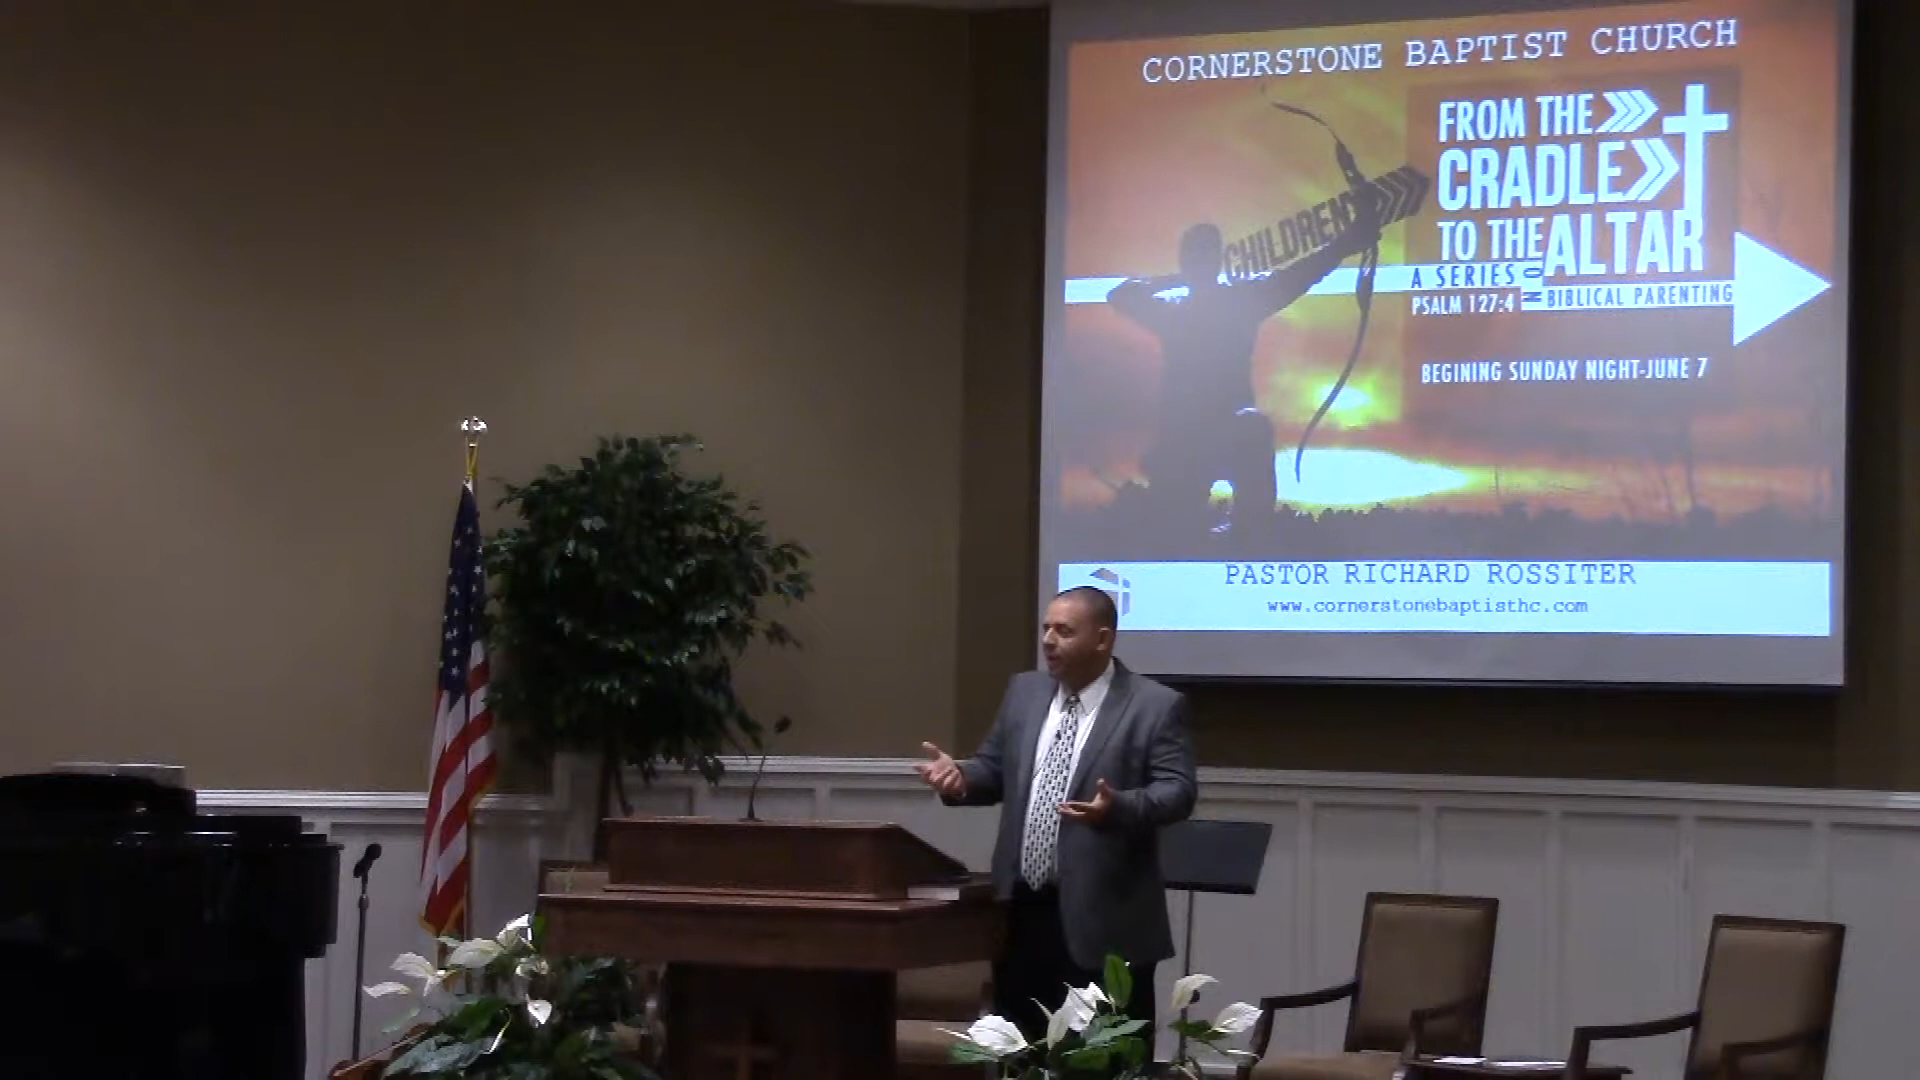 CORNERSTONE BAPTIST CHURCH
FROM THE
CRADLE
TO THE ALTAR
CHILDREN
A SERIES ON BIBLICAL PARENTING
PSALM 127:4
BEGINING SUNDAY NIGHT-JUNE 7
PASTOR RICHARD ROSSITER
www.cornerstonebaptisthc.com